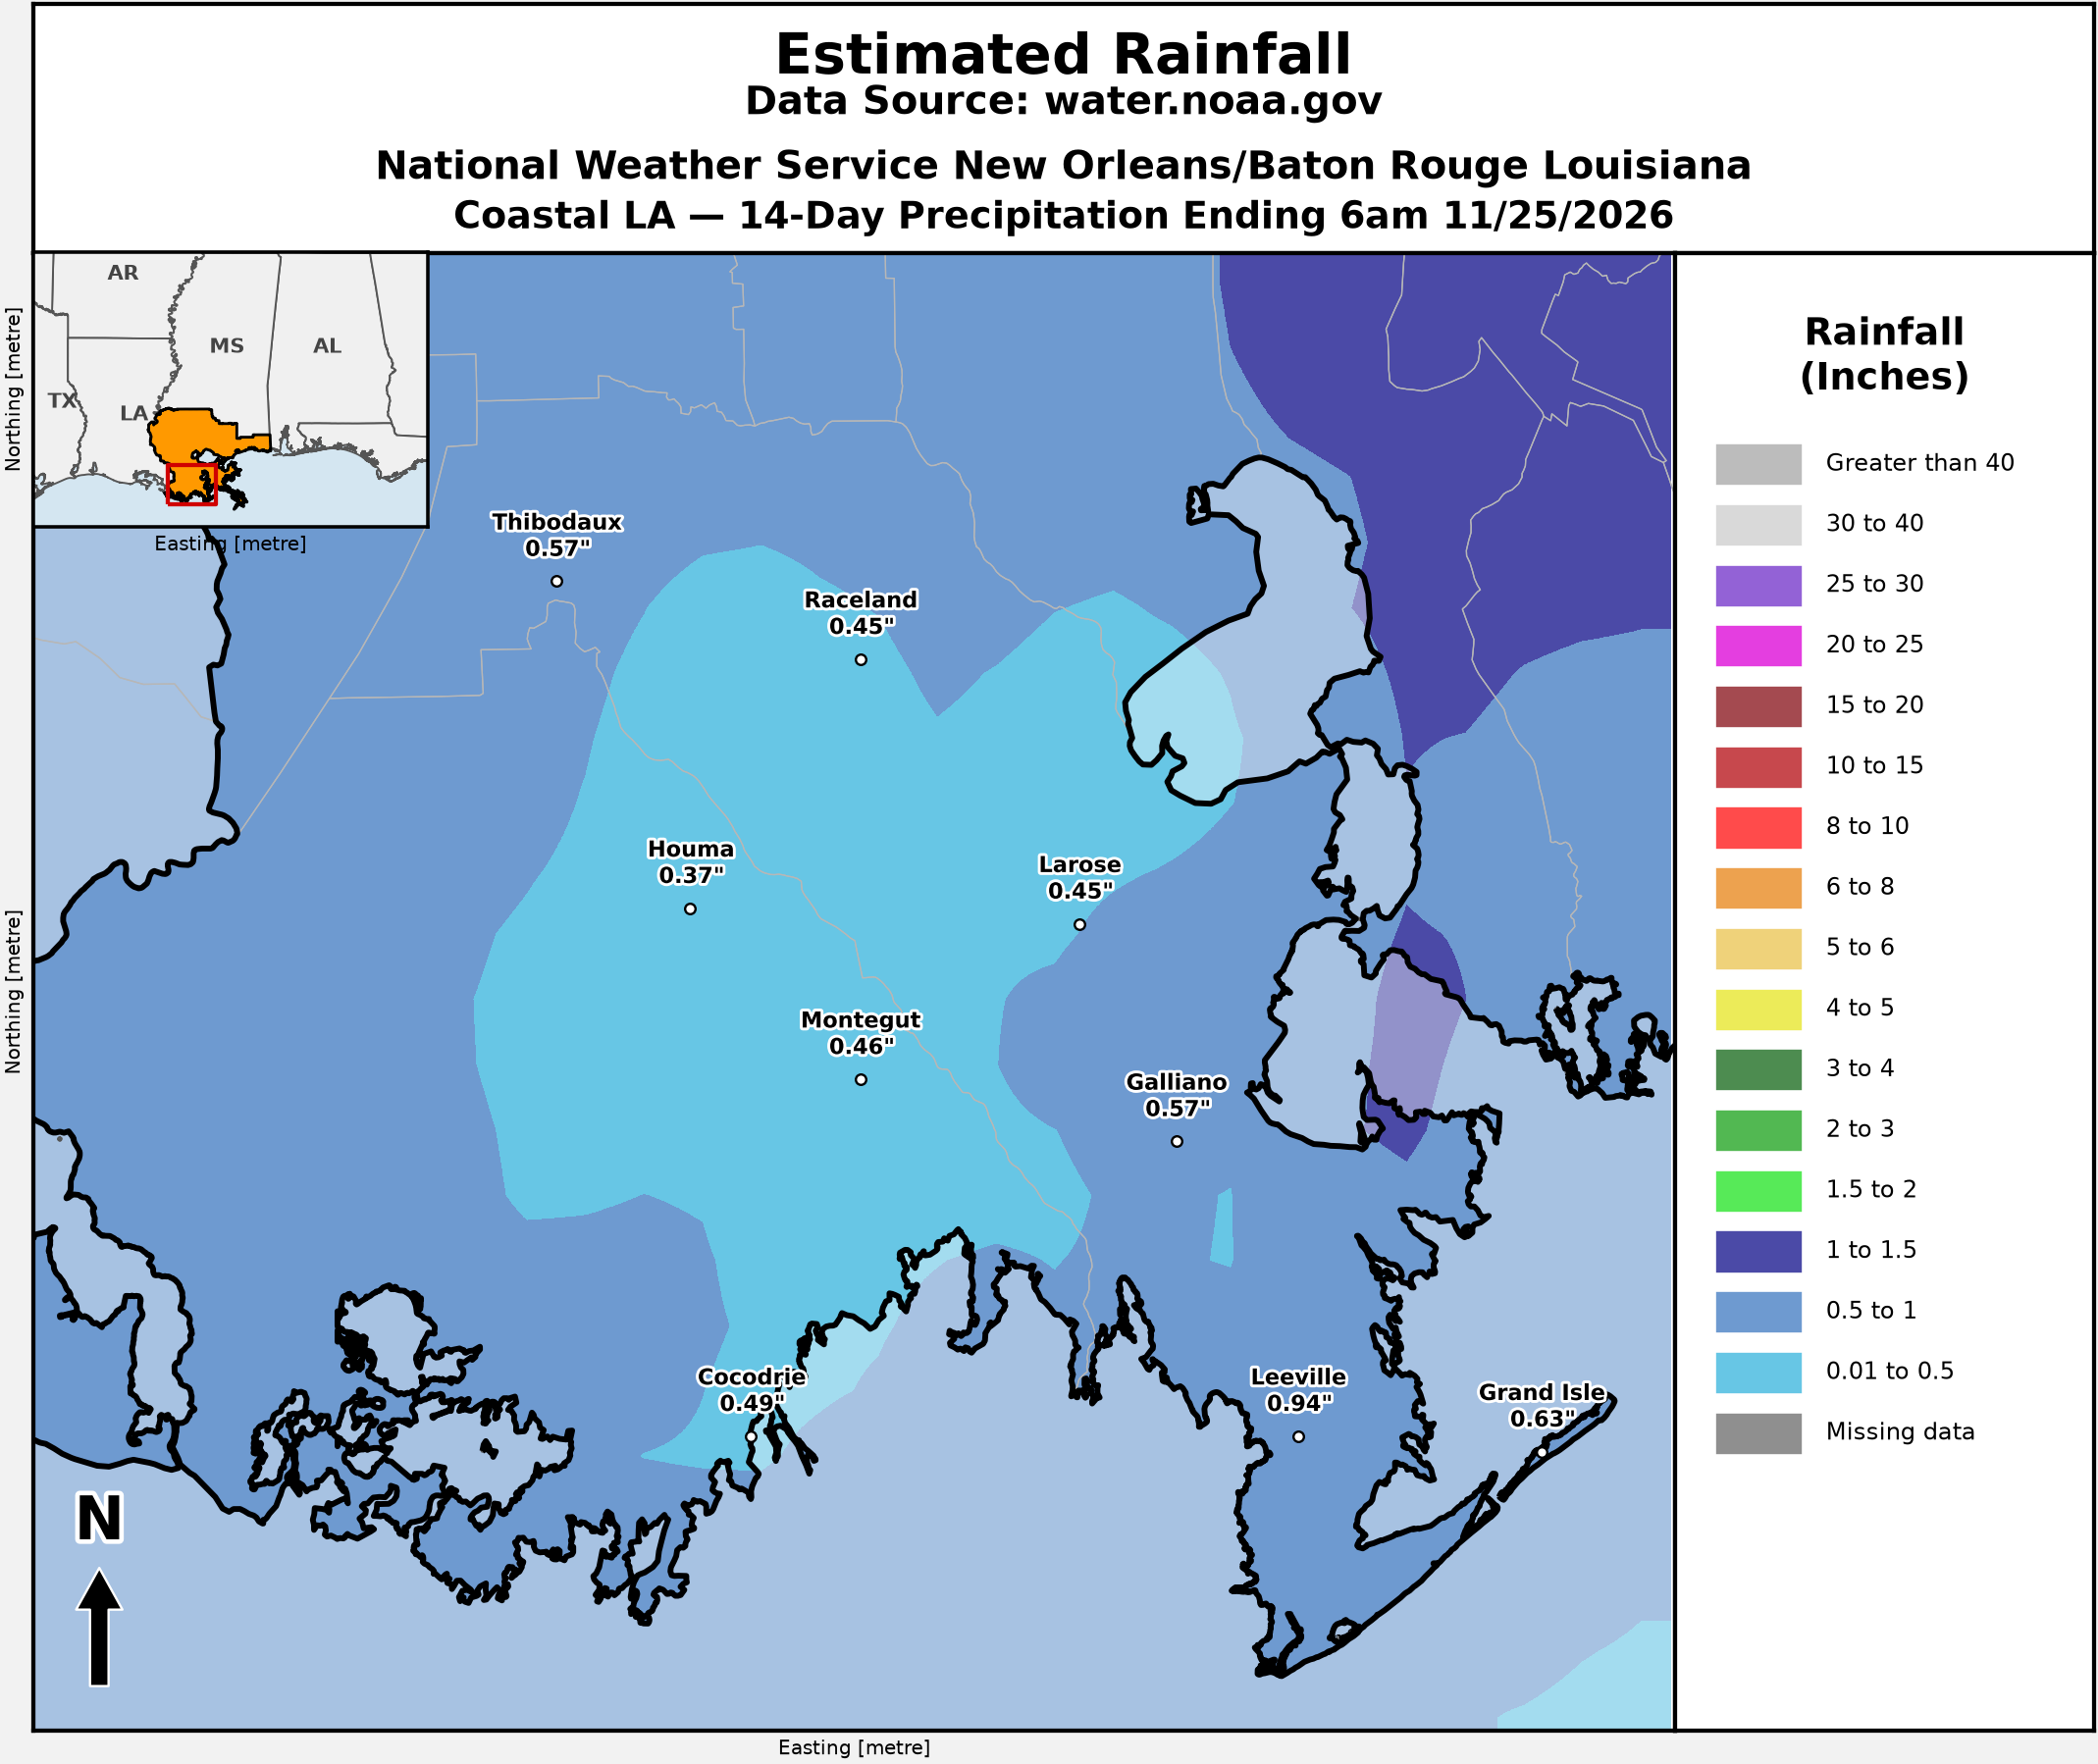 Estimated Rainfall
Data Source: water.noaa.gov
National Weather Service New Orleans/Baton Rouge Louisiana
Coastal LA — 14-Day Precipitation Ending 6am 11/25/2026
Northing [metre]
AR
MS
AL
TX
LA
Easting [metre]
Thibodaux
0.57"
Raceland
0.45"
Houma
0.37"
Larose
0.45"
Northing [metre]
Montegut
0.46"
Galliano
0.57"
Cocodrie
0.49"
Leeville
0.94"
Grand Isle
0.63"
N
Easting [metre]
Rainfall
(Inches)
Greater than 40
30 to 40
25 to 30
20 to 25
15 to 20
10 to 15
8 to 10
6 to 8
5 to 6
4 to 5
3 to 4
2 to 3
1.5 to 2
1 to 1.5
0.5 to 1
0.01 to 0.5
Missing data